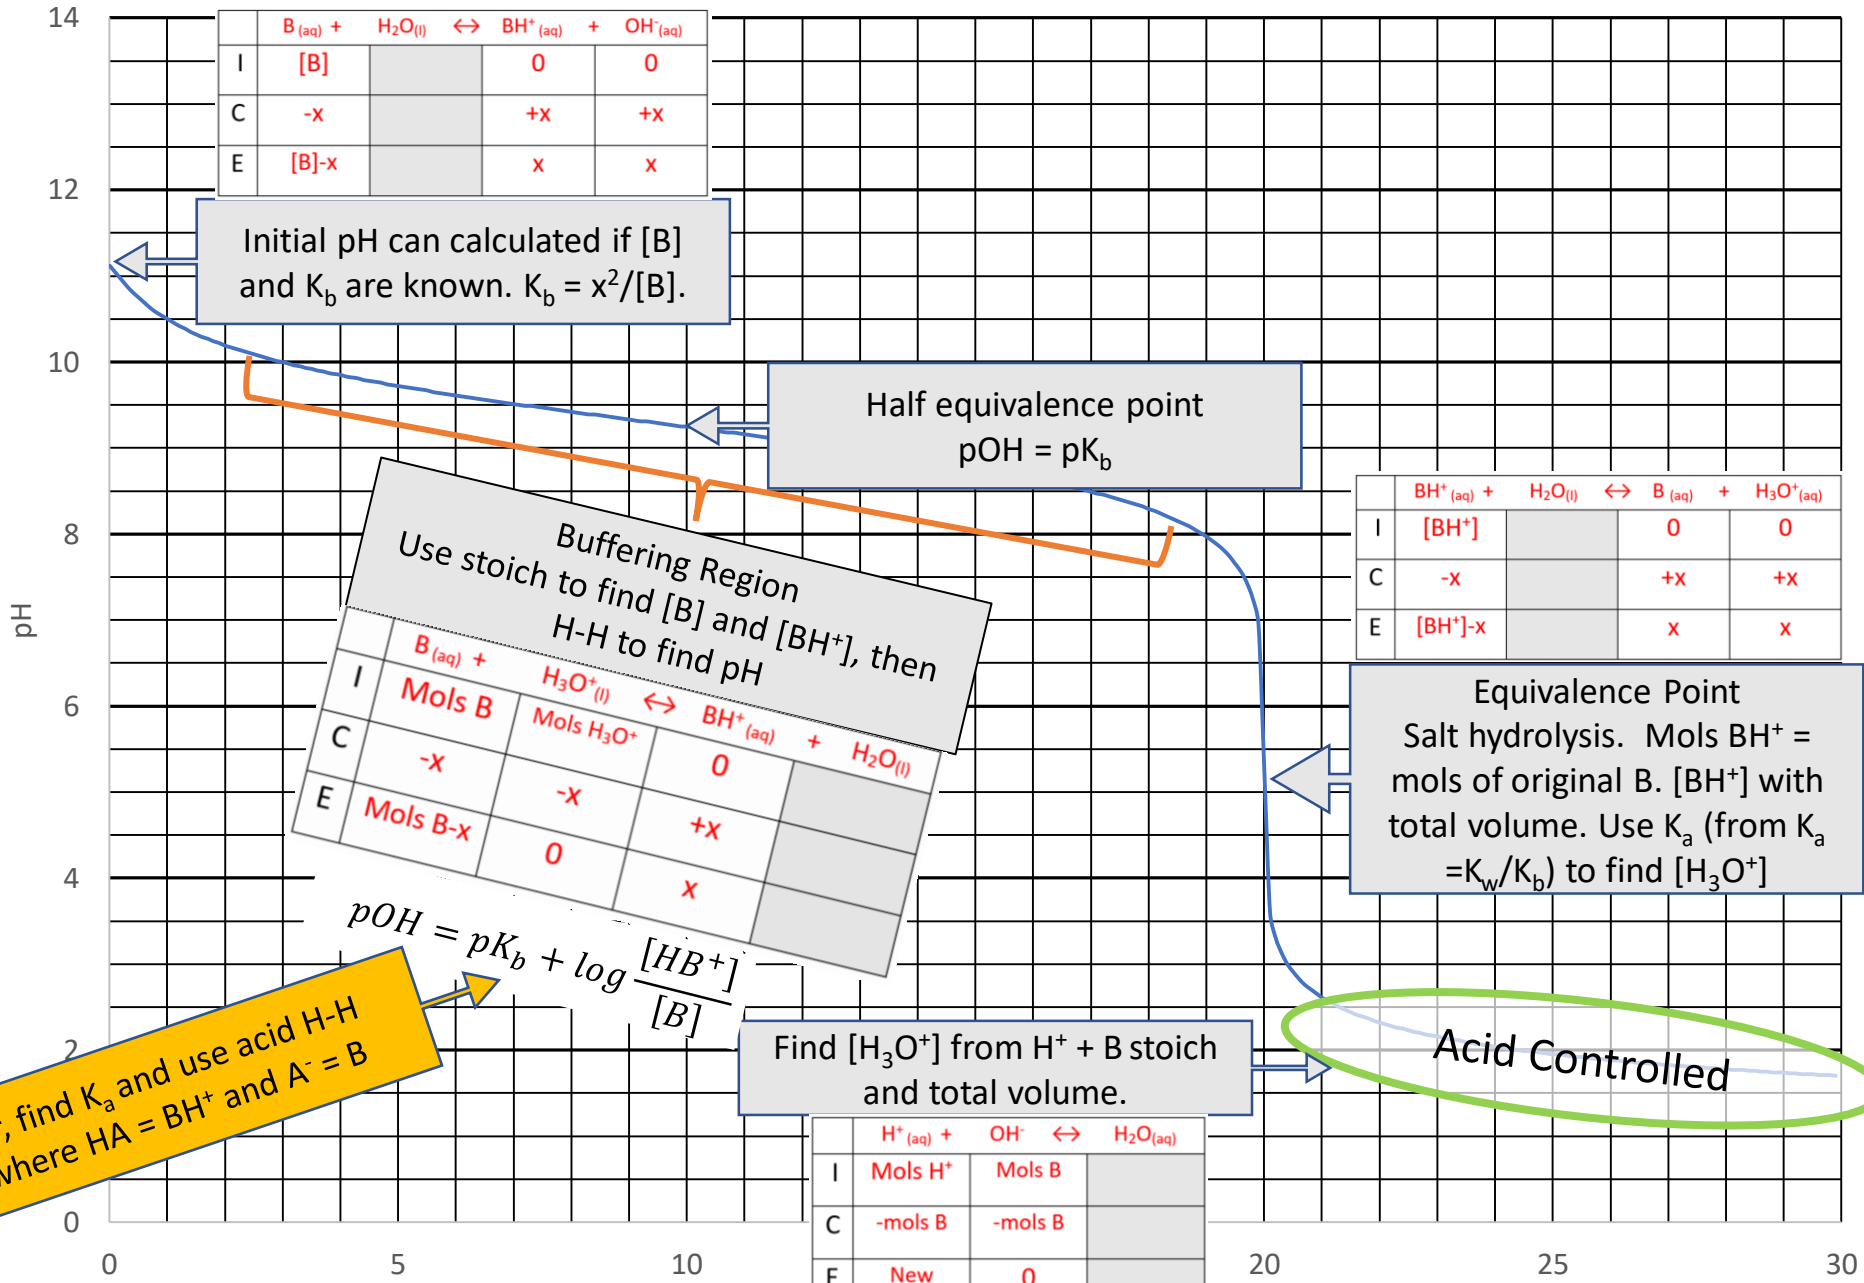 14
12
10
8
6
4
2
0
pH
0
5
10
20
25
30
B (aq) + H₂O(l) ↔ BH⁺ (aq) + OH⁻(aq)
I [B] 0 0
C -x +x +x
E [B]-x x x
Initial pH can calculated if [B]
and Kb are known. Kb = x²/[B].
Half equivalence point
pOH = pKb
Buffering Region
Use stoich to find [B] and [BH⁺], then
H-H to find pH
B (aq) + H₃O⁺(l) ↔ BH⁺ (aq) + H₂O(l)
I Mols B Mols H₃O⁺ 0
C -x -x +x
E Mols B-x 0 x
pOH = pKb + log [HB⁺]/[B]
find Ka and use acid H-H
where HA = BH⁺ and A⁻ = B
BH⁺ (aq) + H₂O(l) ↔ B (aq) + H₃O⁺(aq)
I [BH⁺] 0 0
C -x +x +x
E [BH⁺]-x x x
Equivalence Point
Salt hydrolysis. Mols BH⁺ =
mols of original B. [BH⁺] with
total volume. Use Ka (from Ka
=Kw/Kb) to find [H₃O⁺]
Acid Controlled
Find [H₃O⁺] from H⁺ + B stoich
and total volume.
H⁺ (aq) + OH⁻ ↔ H₂O(aq)
I Mols H⁺ Mols B
C -mols B -mols B
E New 0